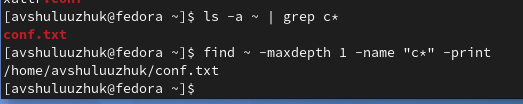 [avshuluuzhuk@fedora ~]$ ls -a ~ | grep c*
conf.txt
[avshuluuzhuk@fedora ~]$ find ~ -maxdepth 1 -name "c*" -print
/home/avshuluuzhuk/conf.txt
[avshuluuzhuk@fedora ~]$